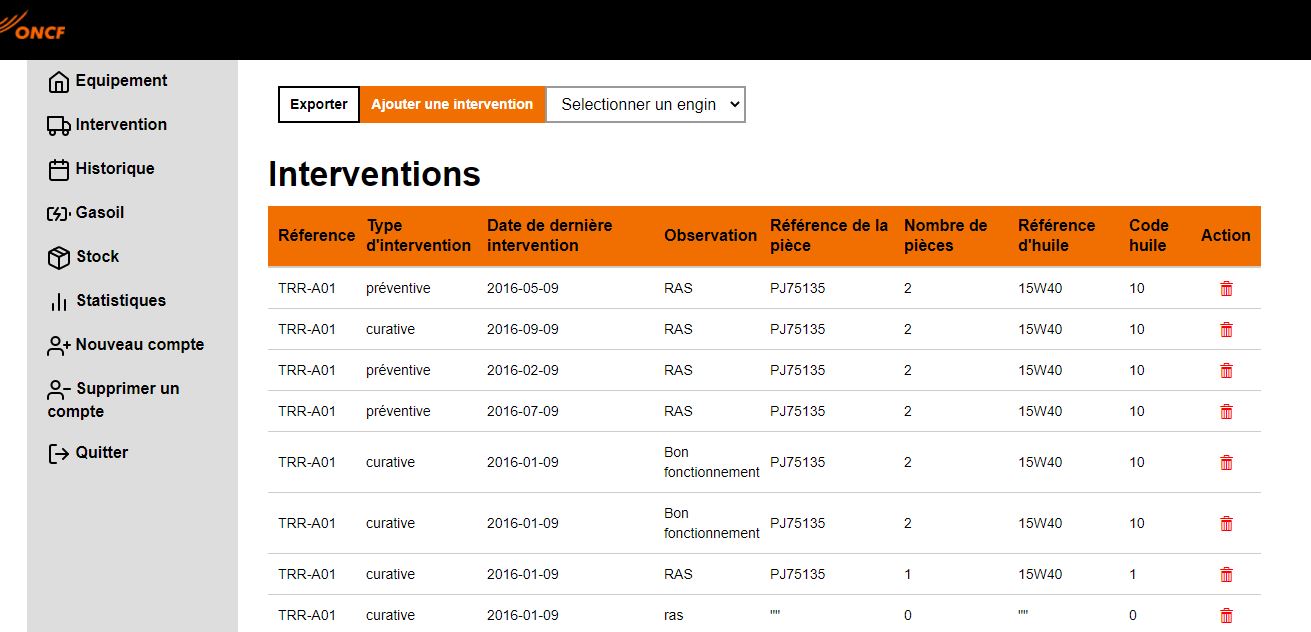 ONCF
Equipement
Intervention
Historique
Gasoil
Stock
Statistiques
Nouveau compte
Supprimer un
compte
Quitter
Exporter Ajouter une intervention Selectionner un engin
Interventions
Réference Type d'intervention Date de dernière intervention Observation Référence de la pièce Nombre de pièces Référence d'huile Code huile Action
TRR-A01 préventive 2016-05-09 RAS PJ75135 2 15W40 10
TRR-A01 curative 2016-09-09 RAS PJ75135 2 15W40 10
TRR-A01 préventive 2016-02-09 RAS PJ75135 2 15W40 10
TRR-A01 préventive 2016-07-09 RAS PJ75135 2 15W40 10
TRR-A01 curative 2016-01-09 Bon fonctionnement PJ75135 2 15W40 10
TRR-A01 curative 2016-01-09 Bon fonctionnement PJ75135 2 15W40 10
TRR-A01 curative 2016-01-09 RAS PJ75135 1 15W40 1
TRR-A01 curative 2016-01-09 ras "" 0 "" 0